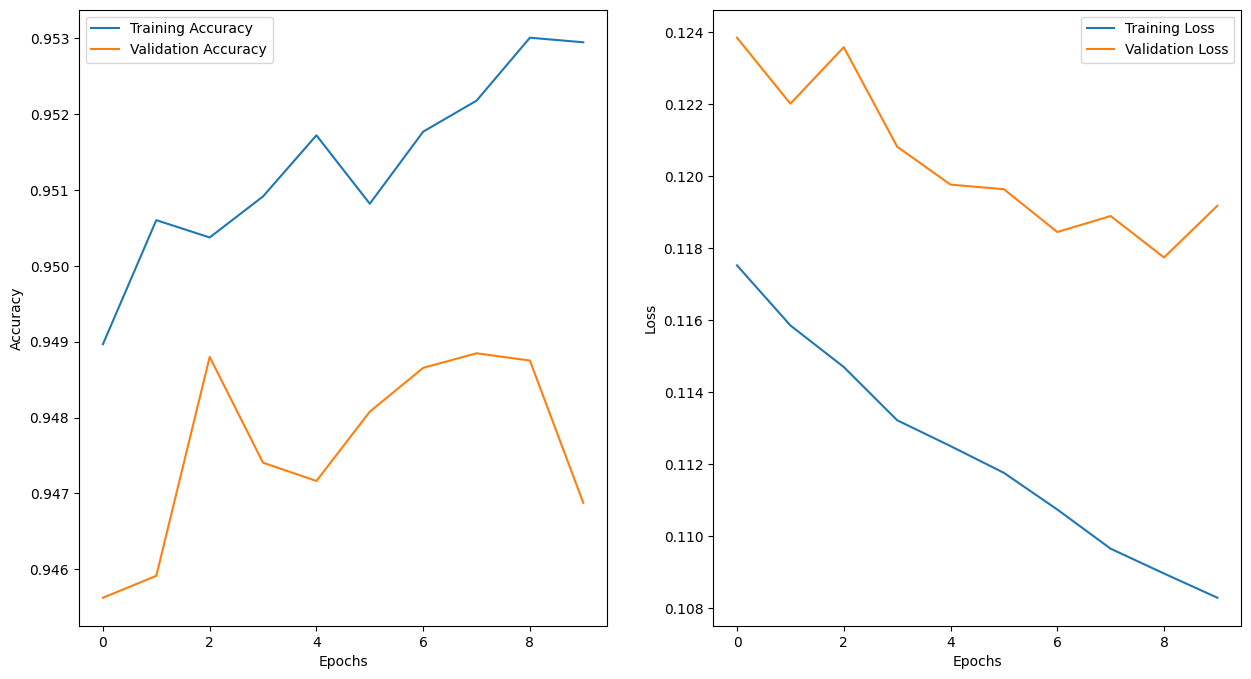 Training Accuracy
Validation Accuracy
0.953
0.952
0.951
0.950
0.949
0.948
0.947
0.946
Accuracy
0 2 4 6 8
Epochs
Training Loss
Validation Loss
0.124
0.122
0.120
0.118
0.116
0.114
0.112
0.110
0.108
Loss
0 2 4 6 8
Epochs